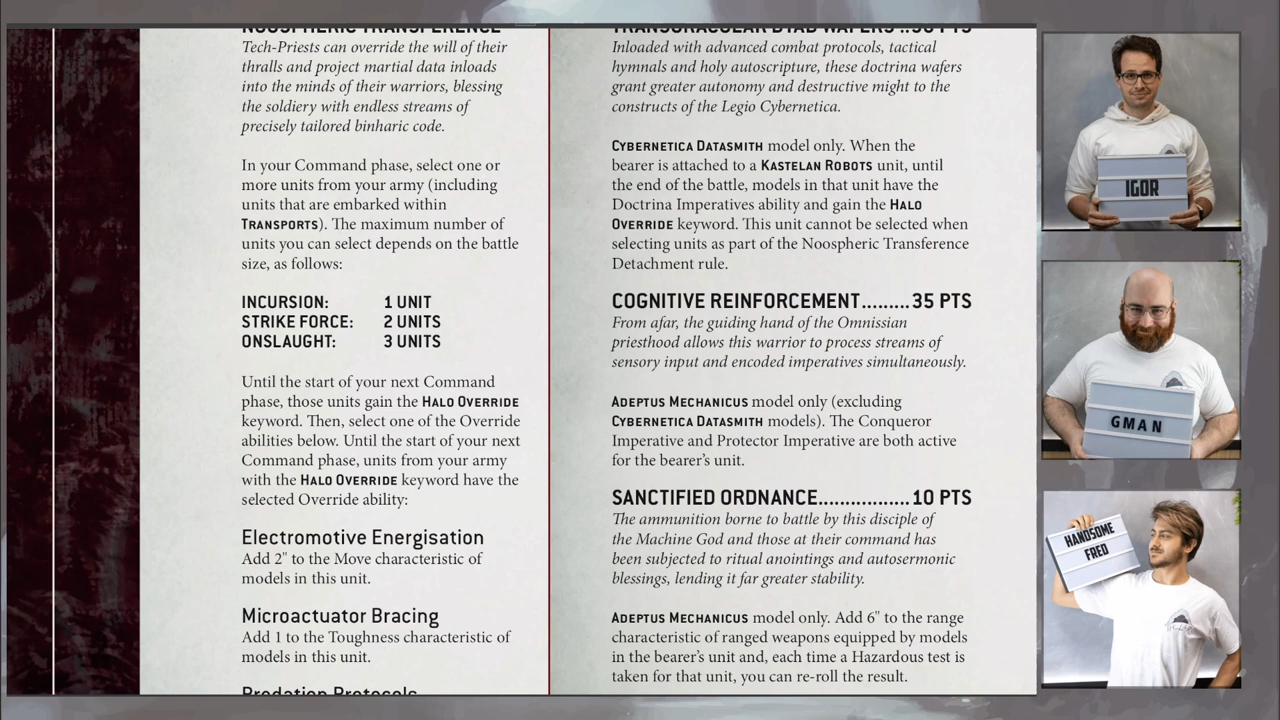 NOOSPHERIC TRANSFERENCE
Tech-Priests can override the will of their
thralls and project martial data inloads
into the minds of their warriors, blessing
the soldiery with endless streams of
precisely tailored binharic code.
In your Command phase, select one or
more units from your army (including
units that are embarked within
TRANSPORTS). The maximum number of
units you can select depends on the battle
size, as follows:
INCURSION: 1 UNIT
STRIKE FORCE: 2 UNITS
ONSLAUGHT: 3 UNITS
Until the start of your next Command
phase, those units gain the HALO OVERRIDE
keyword. Then, select one of the Override
abilities below. Until the start of your next
Command phase, units from your army
with the HALO OVERRIDE keyword have the
selected Override ability:
Electromotive Energisation
Add 2" to the Move characteristic of
models in this unit.
Microactuator Bracing
Add 1 to the Toughness characteristic of
models in this unit.
Predation Protocols
Inloaded with advanced combat protocols, tactical
hymnals and holy autoscripture, these doctrina wafers
grant greater autonomy and destructive might to the
constructs of the Legio Cybernetica.
CYBERNETICA DATASMITH model only. When the
bearer is attached to a KASTELAN ROBOTS unit, until
the end of the battle, models in that unit have the
Doctrina Imperatives ability and gain the HALO
OVERRIDE keyword. This unit cannot be selected when
selecting units as part of the Noospheric Transference
Detachment rule.
COGNITIVE REINFORCEMENT.........35 PTS
From afar, the guiding hand of the Omnissian
priesthood allows this warrior to process streams of
sensory input and encoded imperatives simultaneously.
ADEPTUS MECHANICUS model only (excluding
CYBERNETICA DATASMITH models). The Conqueror
Imperative and Protector Imperative are both active
for the bearer's unit.
SANCTIFIED ORDNANCE.................10 PTS
The ammunition borne to battle by this disciple of
the Machine God and those at their command has
been subjected to ritual anointings and autosermonic
blessings, lending it far greater stability.
ADEPTUS MECHANICUS model only. Add 6" to the range
characteristic of ranged weapons equipped by models
in the bearer's unit and, each time a Hazardous test is
taken for that unit, you can re-roll the result.
IGOR
GMAN
HANDSOME
FRED